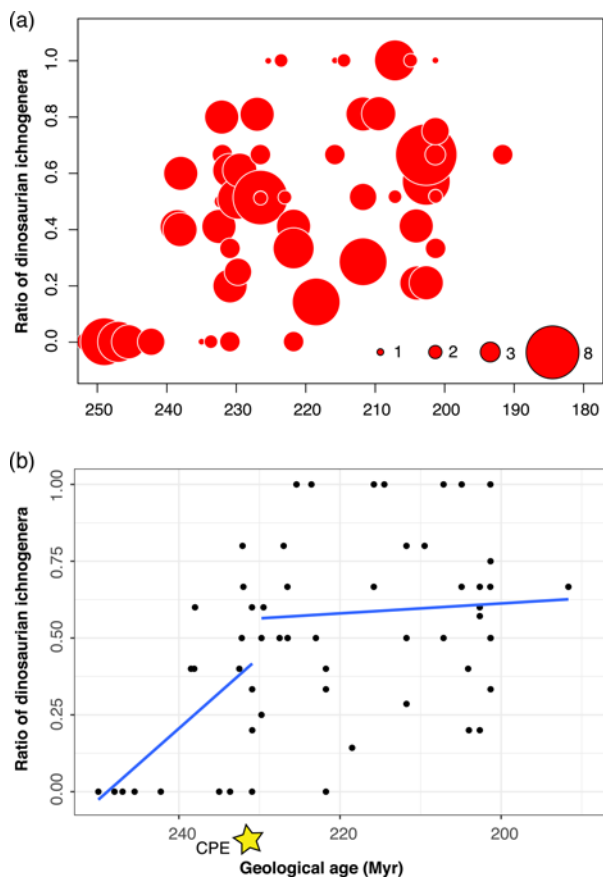 (a)
Ratio of dinosaurian ichnogenera
1.0
0.8
0.6
0.4
0.2
0.0
1 2 3 8
250 240 230 220 210 200 190 180
(b)
Ratio of dinosaurian ichnogenera
1.00
0.75
0.50
0.25
0.00
240 220 200
CPE
Geological age (Myr)